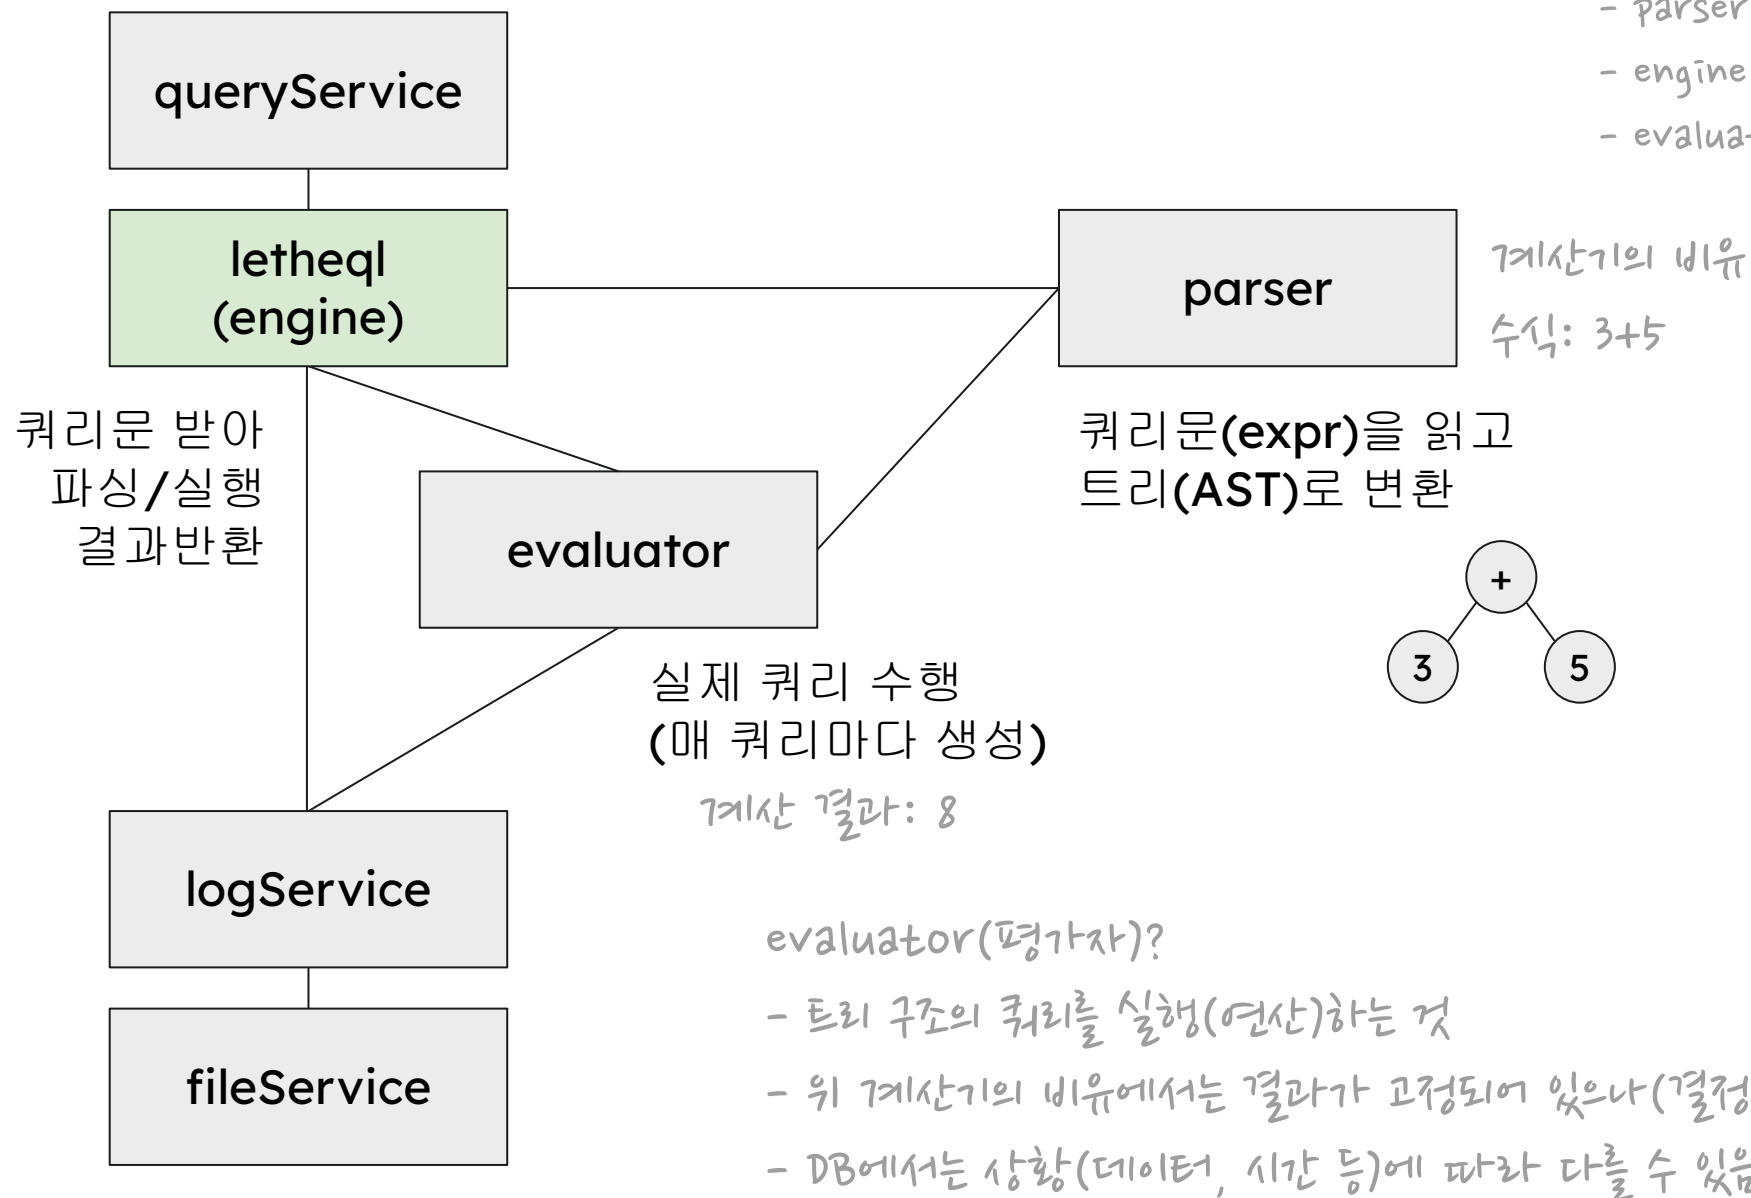 - parser
- engine
queryService
letheql
(engine)
parser
계산기의 비유
수식: 3+5
쿼리문 받아
파싱/실행
결과반환
쿼리문(expr)을 읽고
트리(AST)로 변환
evaluator
+
3
5
실제 쿼리 수행
(매 쿼리마다 생성)
계산 결과: 8
logService
evaluator(평가자)?
- 트리 구조의 쿼리를 실행(연산)하는 것
fileService
- 위 계산기의 비유에서는 결과가 고정되어 있으나(결정
- DB에서는 상황(데이터, 시간 등)에 따라 다를 수 있음